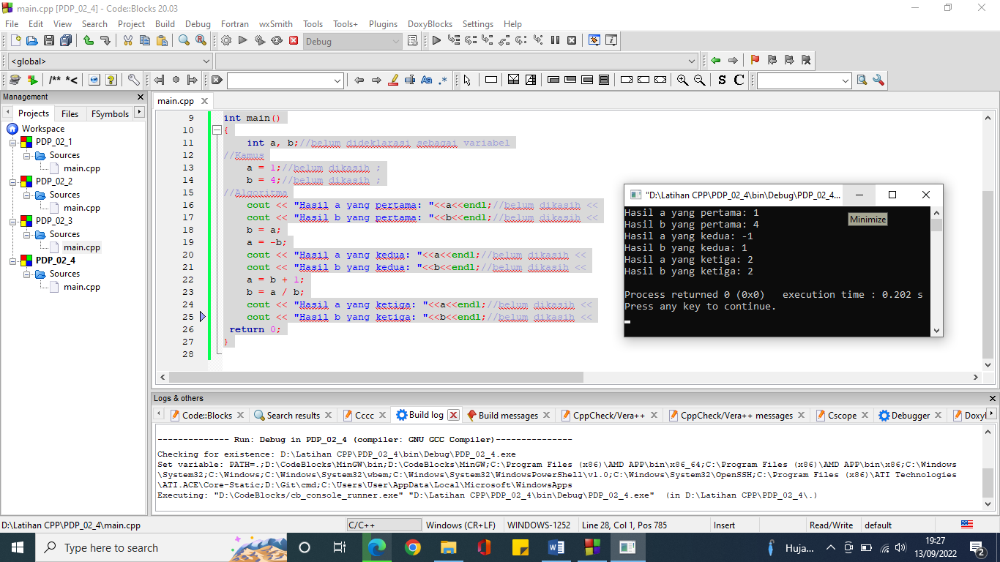 main.cpp [PDP_02_4] - Code::Blocks 20.03
File Edit View Search Project Build Debug Fortran wxSmith Tools Tools+ Plugins DoxyBlocks Settings Help
Debug
<global>
/** *<
Aa .*
S C
Management
Projects Files FSymbols
Workspace
PDP_02_1
Sources
main.cpp
PDP_02_2
Sources
main.cpp
PDP_02_3
Sources
main.cpp
PDP_02_4
Sources
main.cpp
main.cpp
9 int main()
10 {
11 int a, b;//belum dideklarasi sebagai variabel
12 //Kamus
13 a = 1;//belum dikasih ;
14 b = 4;//belum dikasih ;
15 //Algoritma
16 cout << "Hasil a yang pertama: "<<a<<endl;//belum dikasih <<
17 cout << "Hasil b yang pertama: "<<b<<endl;//belum dikasih <<
18 b = a;
19 a = -b;
20 cout << "Hasil a yang kedua: "<<a<<endl;//belum dikasih <<
21 cout << "Hasil b yang kedua: "<<b<<endl;//belum dikasih <<
22 a = b + 1;
23 b = a / b;
24 cout << "Hasil a yang ketiga: "<<a<<endl;//belum dikasih <<
25 cout << "Hasil b yang ketiga: "<<b<<endl;//belum dikasih <<
26 return 0;
27 }
28
"D:\Latihan CPP\PDP_02_4\bin\Debug\PDP_02_4...
Hasil a yang pertama: 1
Hasil b yang pertama: 4
Hasil a yang kedua: -1
Hasil b yang kedua: 1
Hasil a yang ketiga: 2
Hasil b yang ketiga: 2
Process returned 0 (0x0) execution time : 0.202 s
Press any key to continue.
Minimize
Logs & others
Code::Blocks Search results Cccc Build log Build messages CppCheck/Vera++ CppCheck/Vera++ messages Cscope Debugger Doxyl
-------------- Run: Debug in PDP_02_4 (compiler: GNU GCC Compiler)---------------
Checking for existence: D:\Latihan CPP\PDP_02_4\bin\Debug\PDP_02_4.exe
Set variable: PATH=.;D:\CodeBlocks\MinGW\bin;D:\CodeBlocks\MinGW;C:\Program Files (x86)\AMD APP\bin\x86_64;C:\Program Files (x86)\AMD APP\bin\x86;C:\Windows
\System32;C:\Windows;C:\Windows\System32\wbem;C:\Windows\System32\WindowsPowerShell\v1.0;C:\Windows\System32\OpenSSH;C:\Program Files (x86)\ATI Technologies
\ATI.ACE\Core-Static;D:\Git\cmd;C:\Users\User\AppData\Local\Microsoft\WindowsApps
Executing: "D:\CodeBlocks/cb_console_runner.exe" "D:\Latihan CPP\PDP_02_4\bin\Debug\PDP_02_4.exe" (in D:\Latihan CPP\PDP_02_4\.)
D:\Latihan CPP\PDP_02_4\main.cpp C/C++ Windows (CR+LF) WINDOWS-1252 Line 28, Col 1, Pos 785 Insert Read/Write default
Type here to search
Huja...
19:27
13/09/2022
2